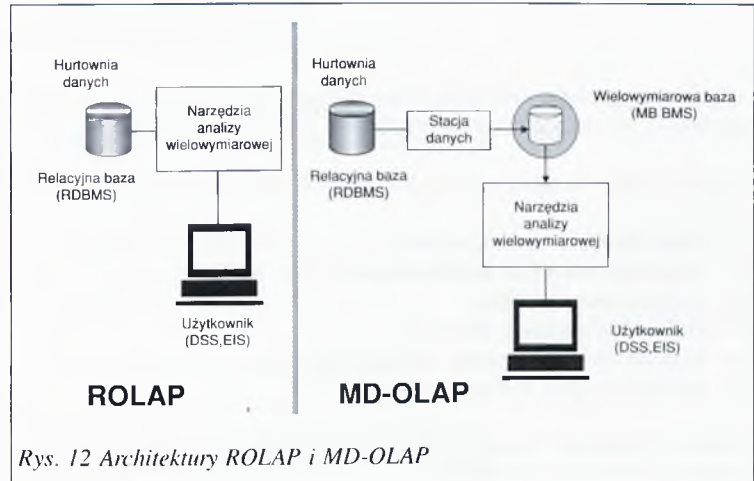 Hurtownia
danych
Narzędzia
analizy
wielowymiarowej
Relacyjna baza
(RDBMS)
Użytkownik
(DSS,EIS)
ROLAP
Hurtownia
danych
Stacja
danych
Wielowymiarowa baza
(MB BMS)
Relacyjna baza
(RDBMS)
Narzędzia
analizy
wielowymiarowej
Użytkownik
(DSS,EIS)
MD-OLAP
Rys. 12 Architektury ROLAP i MD-OLAP